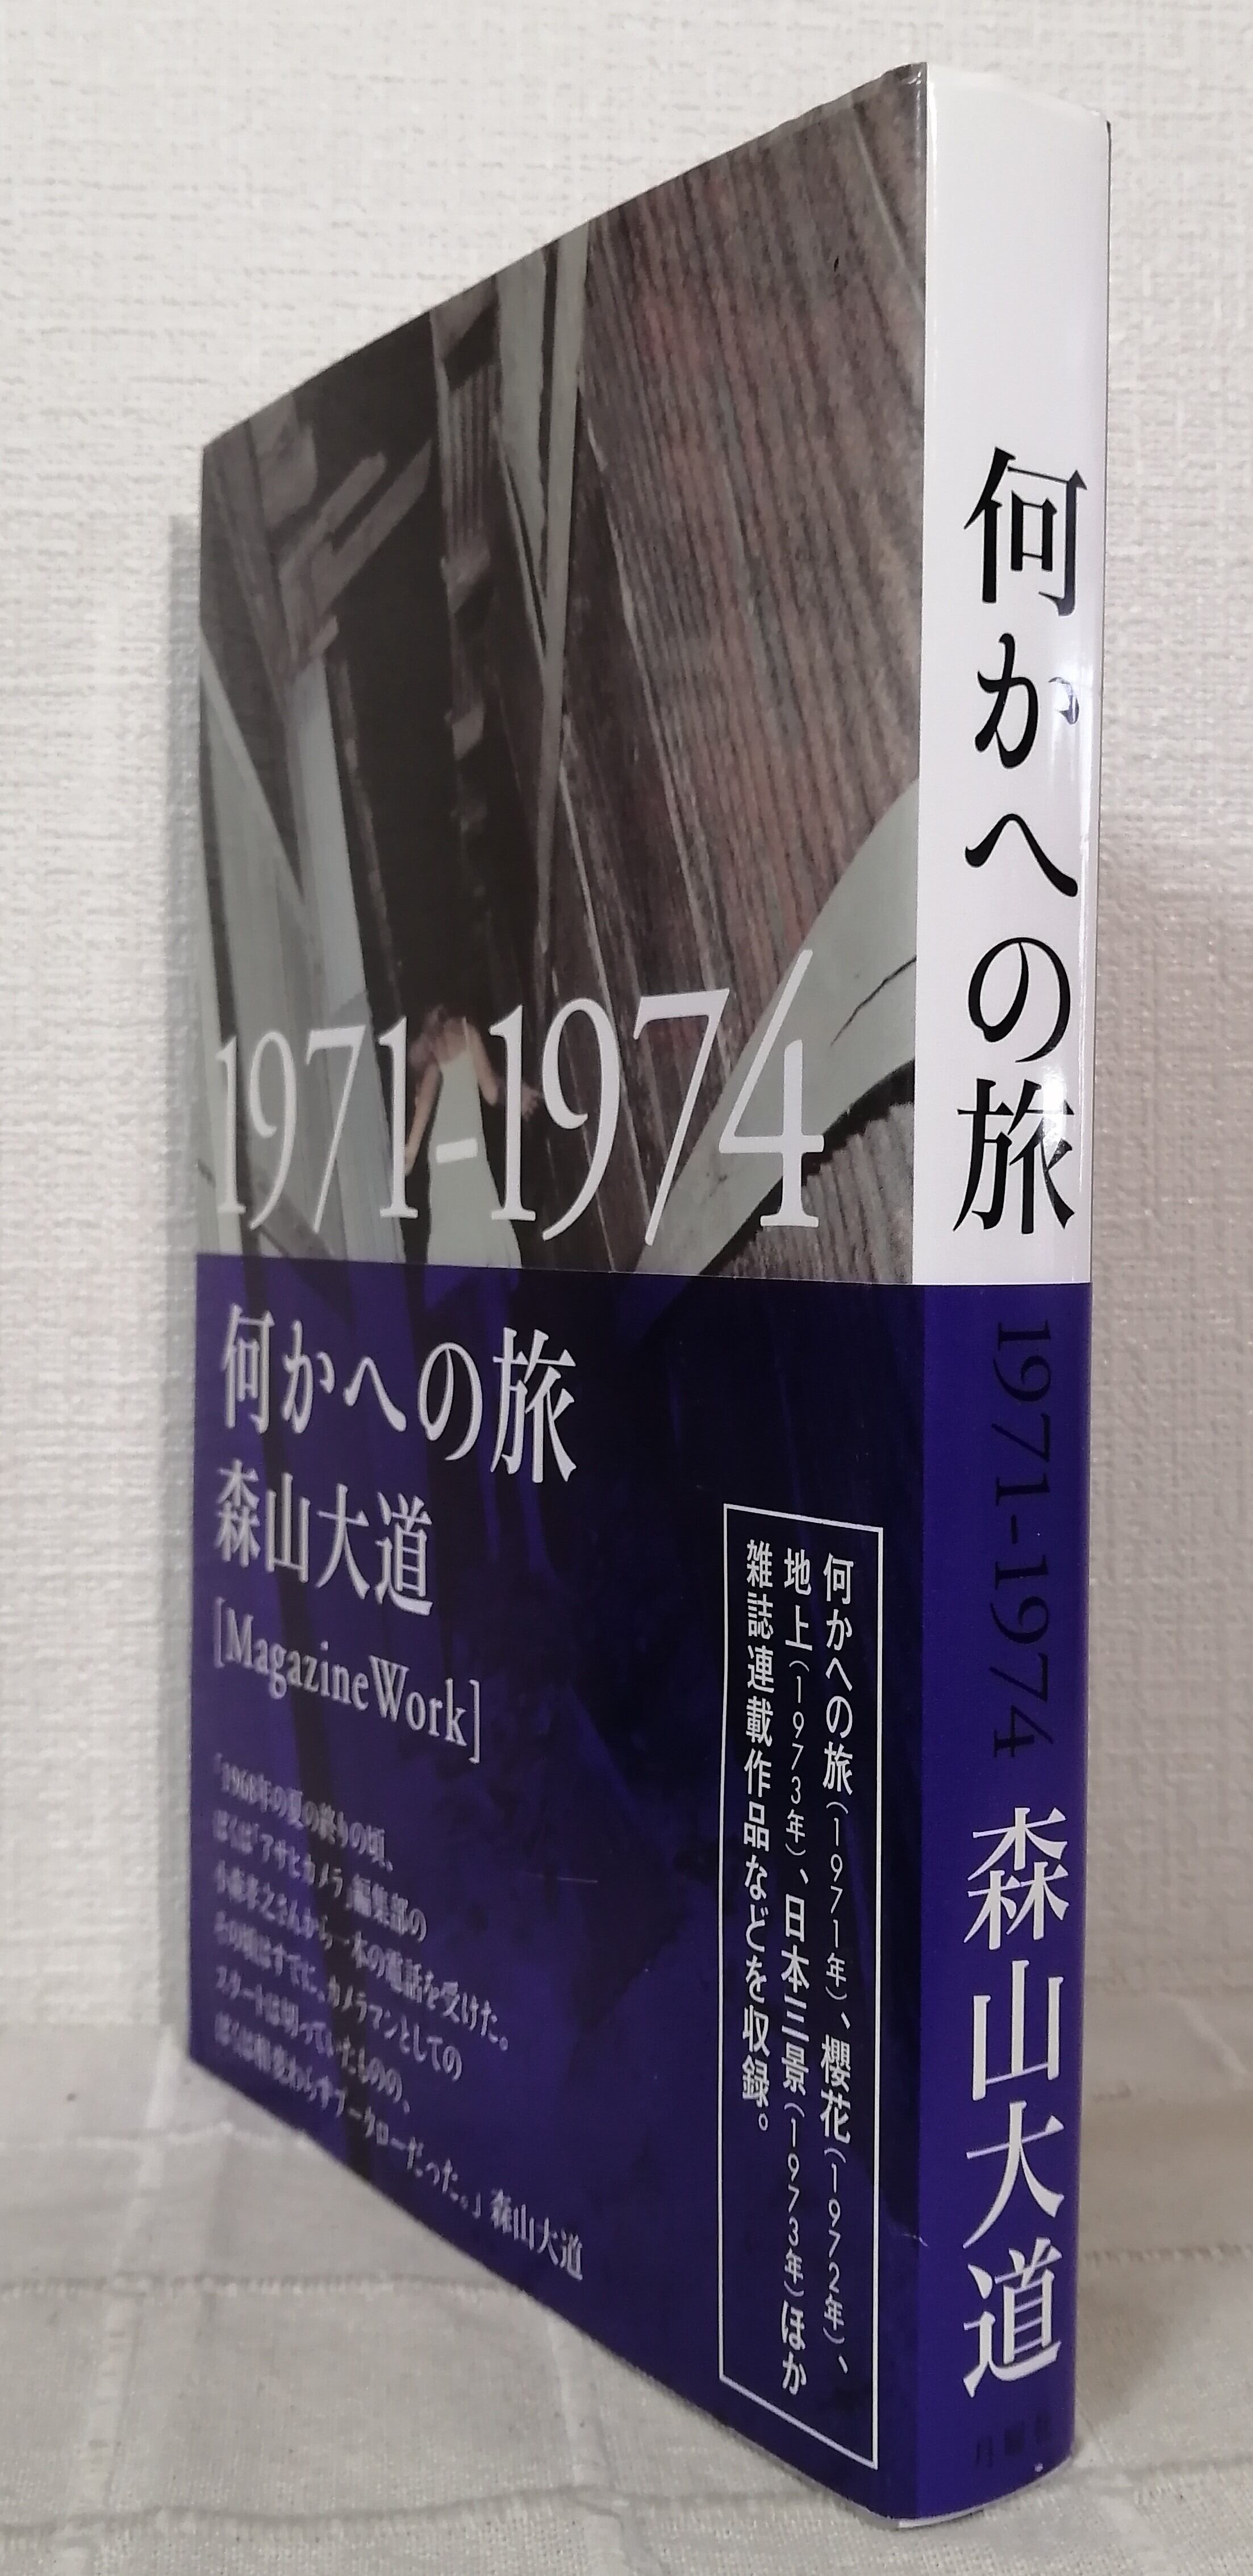 1971-1974
何かへの旅
森山大道
[MagazineWork]
「1968年の夏の終りの頃、
ぼくは「アサヒカメラ」編集部の
小森孝之さんから一本の電話を受けた。
その頃はすでに、カメラマンとしての
スタートは切っていたものの、
ぼくは相変わらずプータローだった。」 森山大道
何かへの旅(1971年)、櫻花(1972年)、
地上(1973年)、日本三景(1973年)ほか
雑誌連載作品などを収録。
何かへの旅
1971-1974
森山大道
月曜社